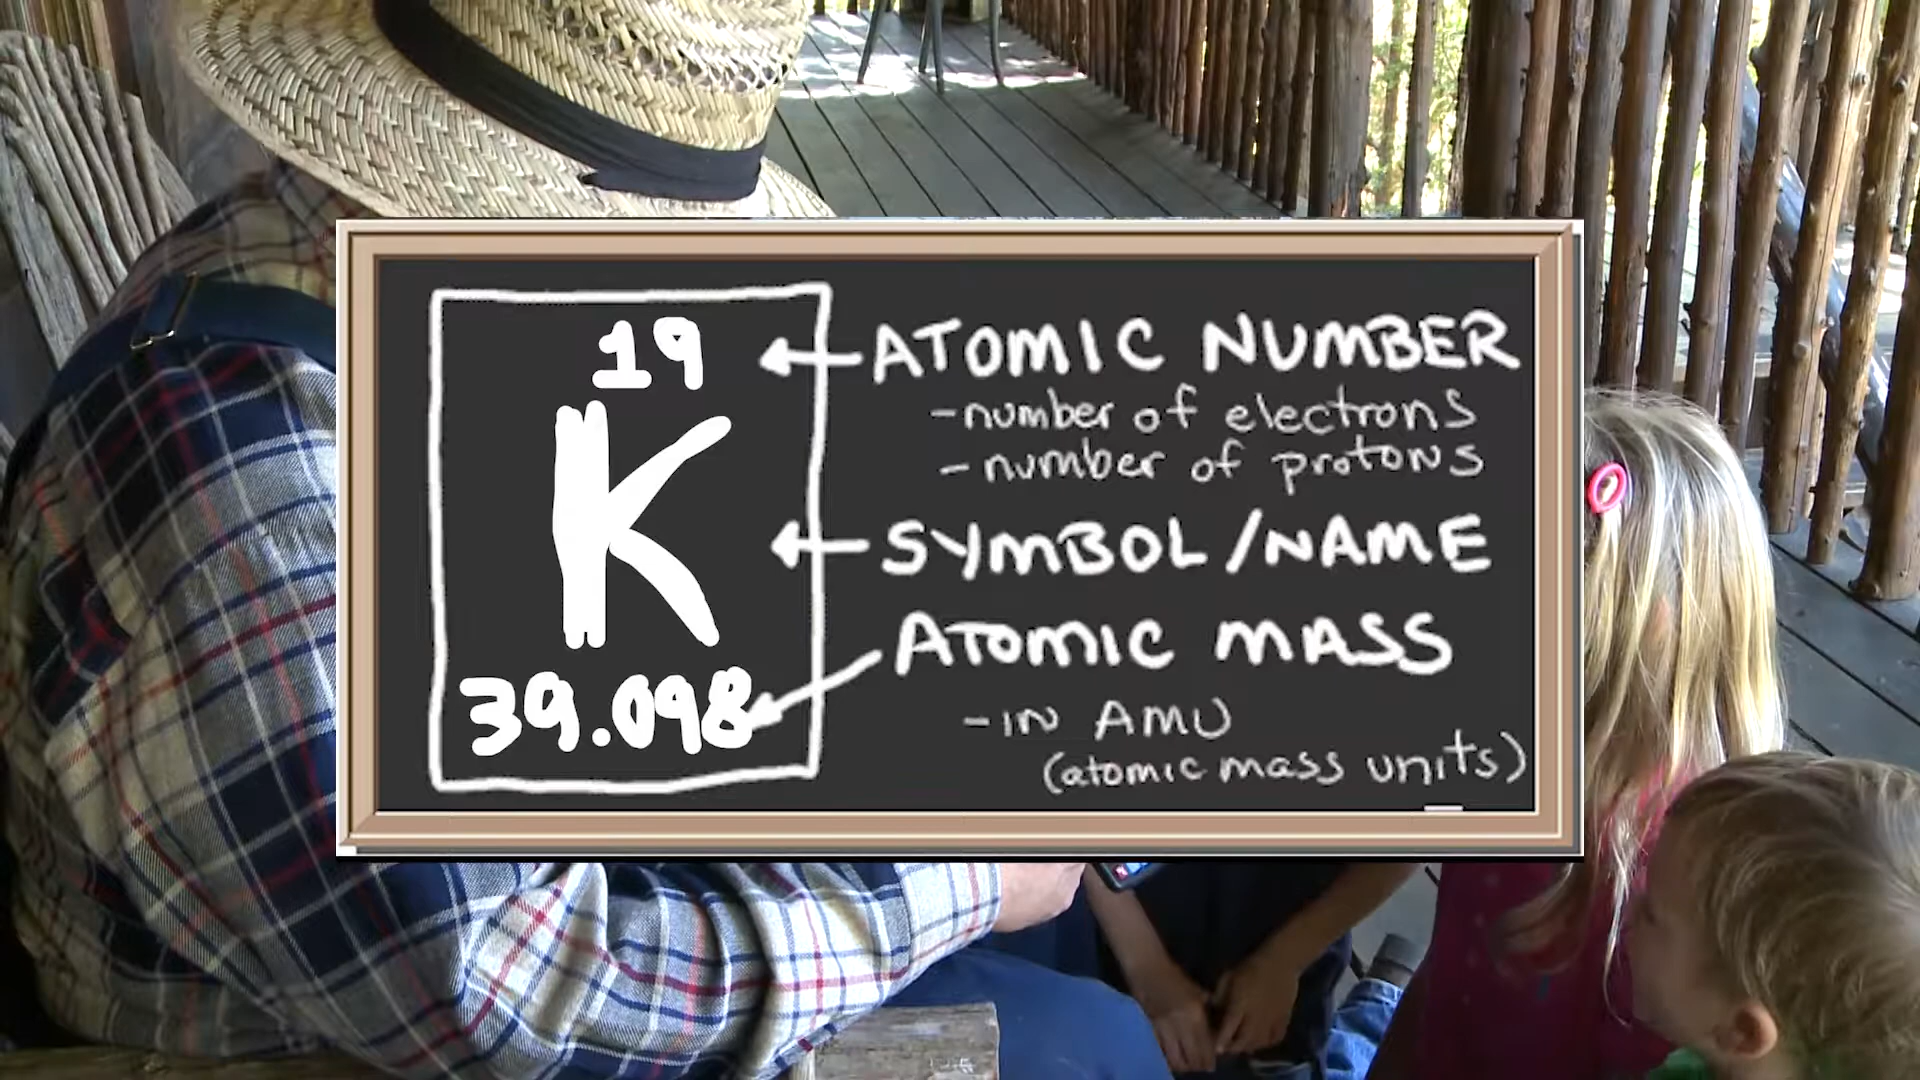 19
K
39.098
ATOMIC NUMBER
-number of electrons
-number of protons
SYMBOL/NAME
ATOMIC MASS
-IN AMU
(atomic mass units)